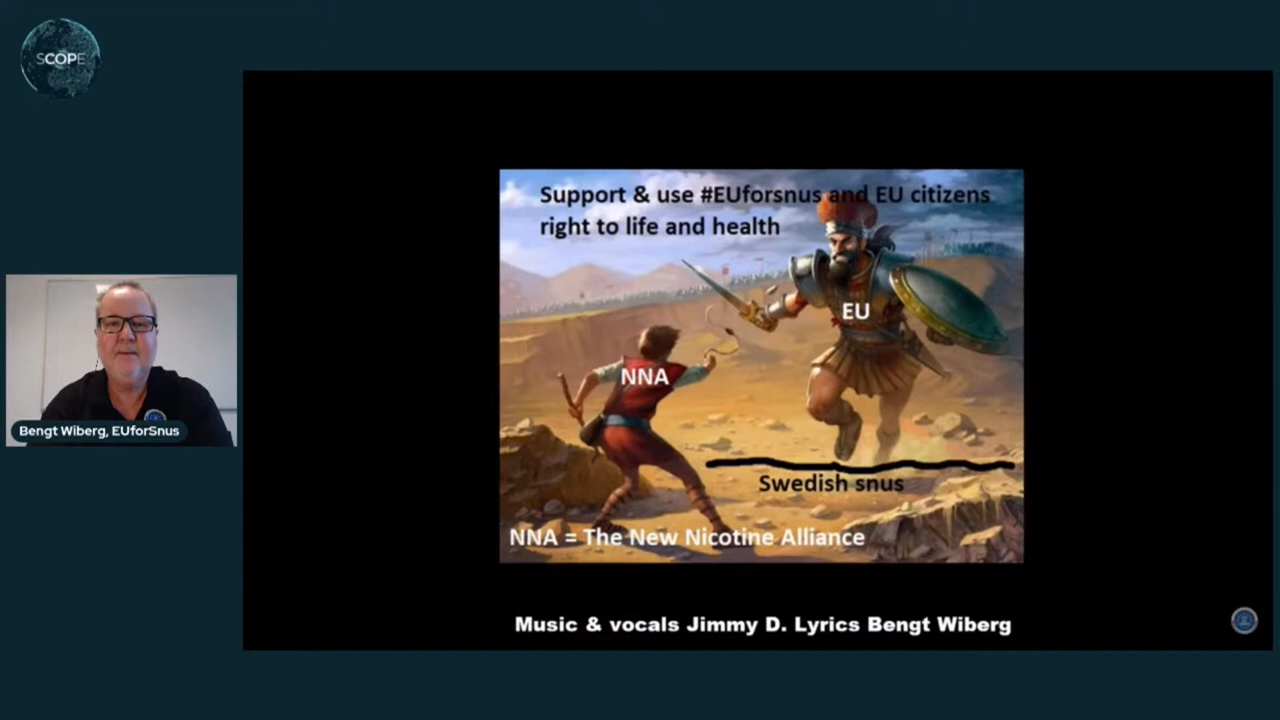 SCOPE
Support & use #EUforsnus and EU citizens
right to life and health
EU
NNA
Swedish snus
NNA = The New Nicotine Alliance
Bengt Wiberg, EUforSnus
Music & vocals Jimmy D. Lyrics Bengt Wiberg